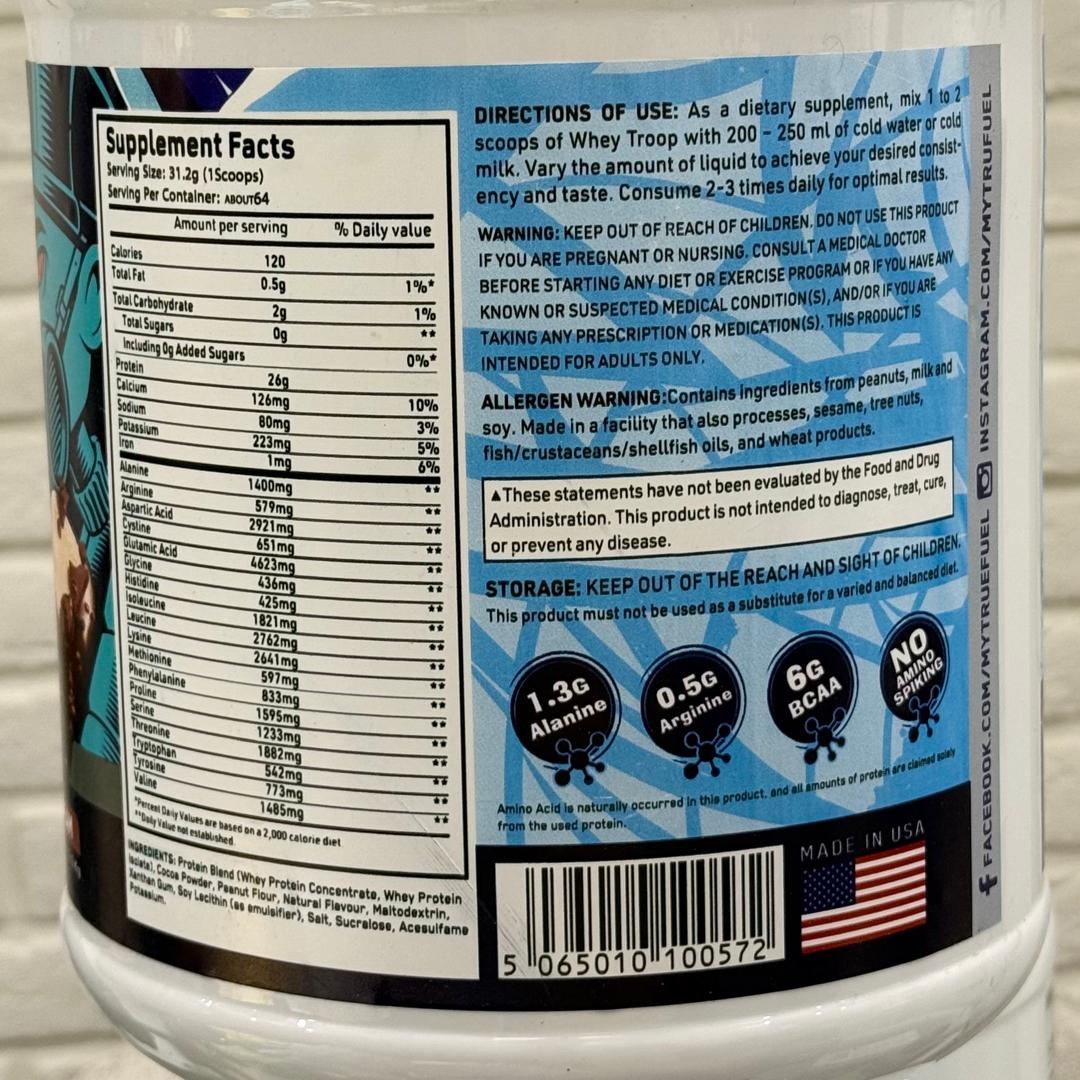 Supplement Facts
Serving Size: 31.2g (1Scoops)
Serving Per Container: ABOUT64
Amount per serving % Daily value
Calories 120
Total Fat 0.5g 1%*
Total Carbohydrate 2g 1%
Total Sugars 0g **
Including 0g Added Sugars 0%*
Protein 26g
Calcium 126mg 10%
Sodium 80mg 3%
Potassium 223mg 5%
Iron 1mg 6%
Alanine 1400mg **
Arginine 579mg **
Aspartic Acid 2921mg **
Cystine 651mg **
Glutamic Acid 4623mg **
Glycine 436mg **
Histidine 425mg **
Isoleucine 1821mg **
Leucine 2762mg **
Lysine 2641mg **
Methionine 597mg **
Phenylalanine 833mg **
Proline 1595mg **
Serine 1233mg **
Threonine 1882mg **
Tryptophan 542mg **
Tyrosine 773mg **
Valine 1485mg **
*Percent Daily Values are based on a 2,000 calorie diet
**Daily Value not established.
INGREDIENTS: Protein Blend (Whey Protein Concentrate, Whey Protein
Isolate), Cocoa Powder, Peanut Flour, Natural Flavour, Maltodextrin,
Xanthan Gum, Soy Lecithin (as emulsifier), Salt, Sucralose, Acesulfame
Potassium.
DIRECTIONS OF USE: As a dietary supplement, mix 1 to 2
scoops of Whey Troop with 200 - 250 ml of cold water or cold
milk. Vary the amount of liquid to achieve your desired consist-
ency and taste. Consume 2-3 times daily for optimal results.
WARNING: KEEP OUT OF REACH OF CHILDREN. DO NOT USE THIS PRODUCT
IF YOU ARE PREGNANT OR NURSING. CONSULT A MEDICAL DOCTOR
BEFORE STARTING ANY DIET OR EXERCISE PROGRAM OR IF YOU HAVE ANY
KNOWN OR SUSPECTED MEDICAL CONDITION(S), AND/OR IF YOU ARE
TAKING ANY PRESCRIPTION OR MEDICATION(S). THIS PRODUCT IS
INTENDED FOR ADULTS ONLY.
ALLERGEN WARNING:Contains ingredients from peanuts, milk and
soy. Made in a facility that also processes, sesame, tree nuts,
fish/crustaceans/shellfish oils, and wheat products.
▲These statements have not been evaluated by the Food and Drug
Administration. This product is not intended to diagnose, treat, cure,
or prevent any disease.
STORAGE: KEEP OUT OF THE REACH AND SIGHT OF CHILDREN.
This product must not be used as a substitute for a varied and balanced diet.
1.3G
Alanine
0.5G
Arginine
6G
BCAA
NO
AMINO
SPIKING
Amino Acid is naturally occurred in this product. and all amounts of protein are claimed solely
from the used protein.
MADE IN USA
5 065010 100572
FACEBOOK.COM/MYTRUEFUEL INSTAGRAM.COM/MYTRUFUEL